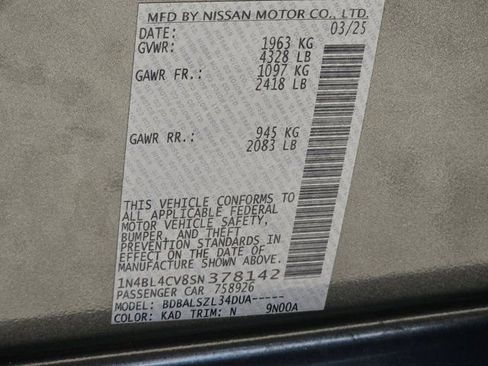 MFD BY NISSAN MOTOR CO., LTD.
DATE: 03/25
GVWR: 1963 KG
4328 LB
GAWR FR.: 1097 KG
2418 LB
GAWR RR.: 945 KG
2083 LB
THIS VEHICLE CONFORMS TO
ALL APPLICABLE FEDERAL
MOTOR VEHICLE SAFETY,
BUMPER, AND THEFT
PREVENTION STANDARDS IN
EFFECT ON THE DATE OF
MANUFACTURE SHOWN ABOVE.
1N4BL4CV8SN378142
PASSENGER CAR 758926
MODEL: BDBALSZL34DUA-----
COLOR: KAD TRIM: N 9N00A